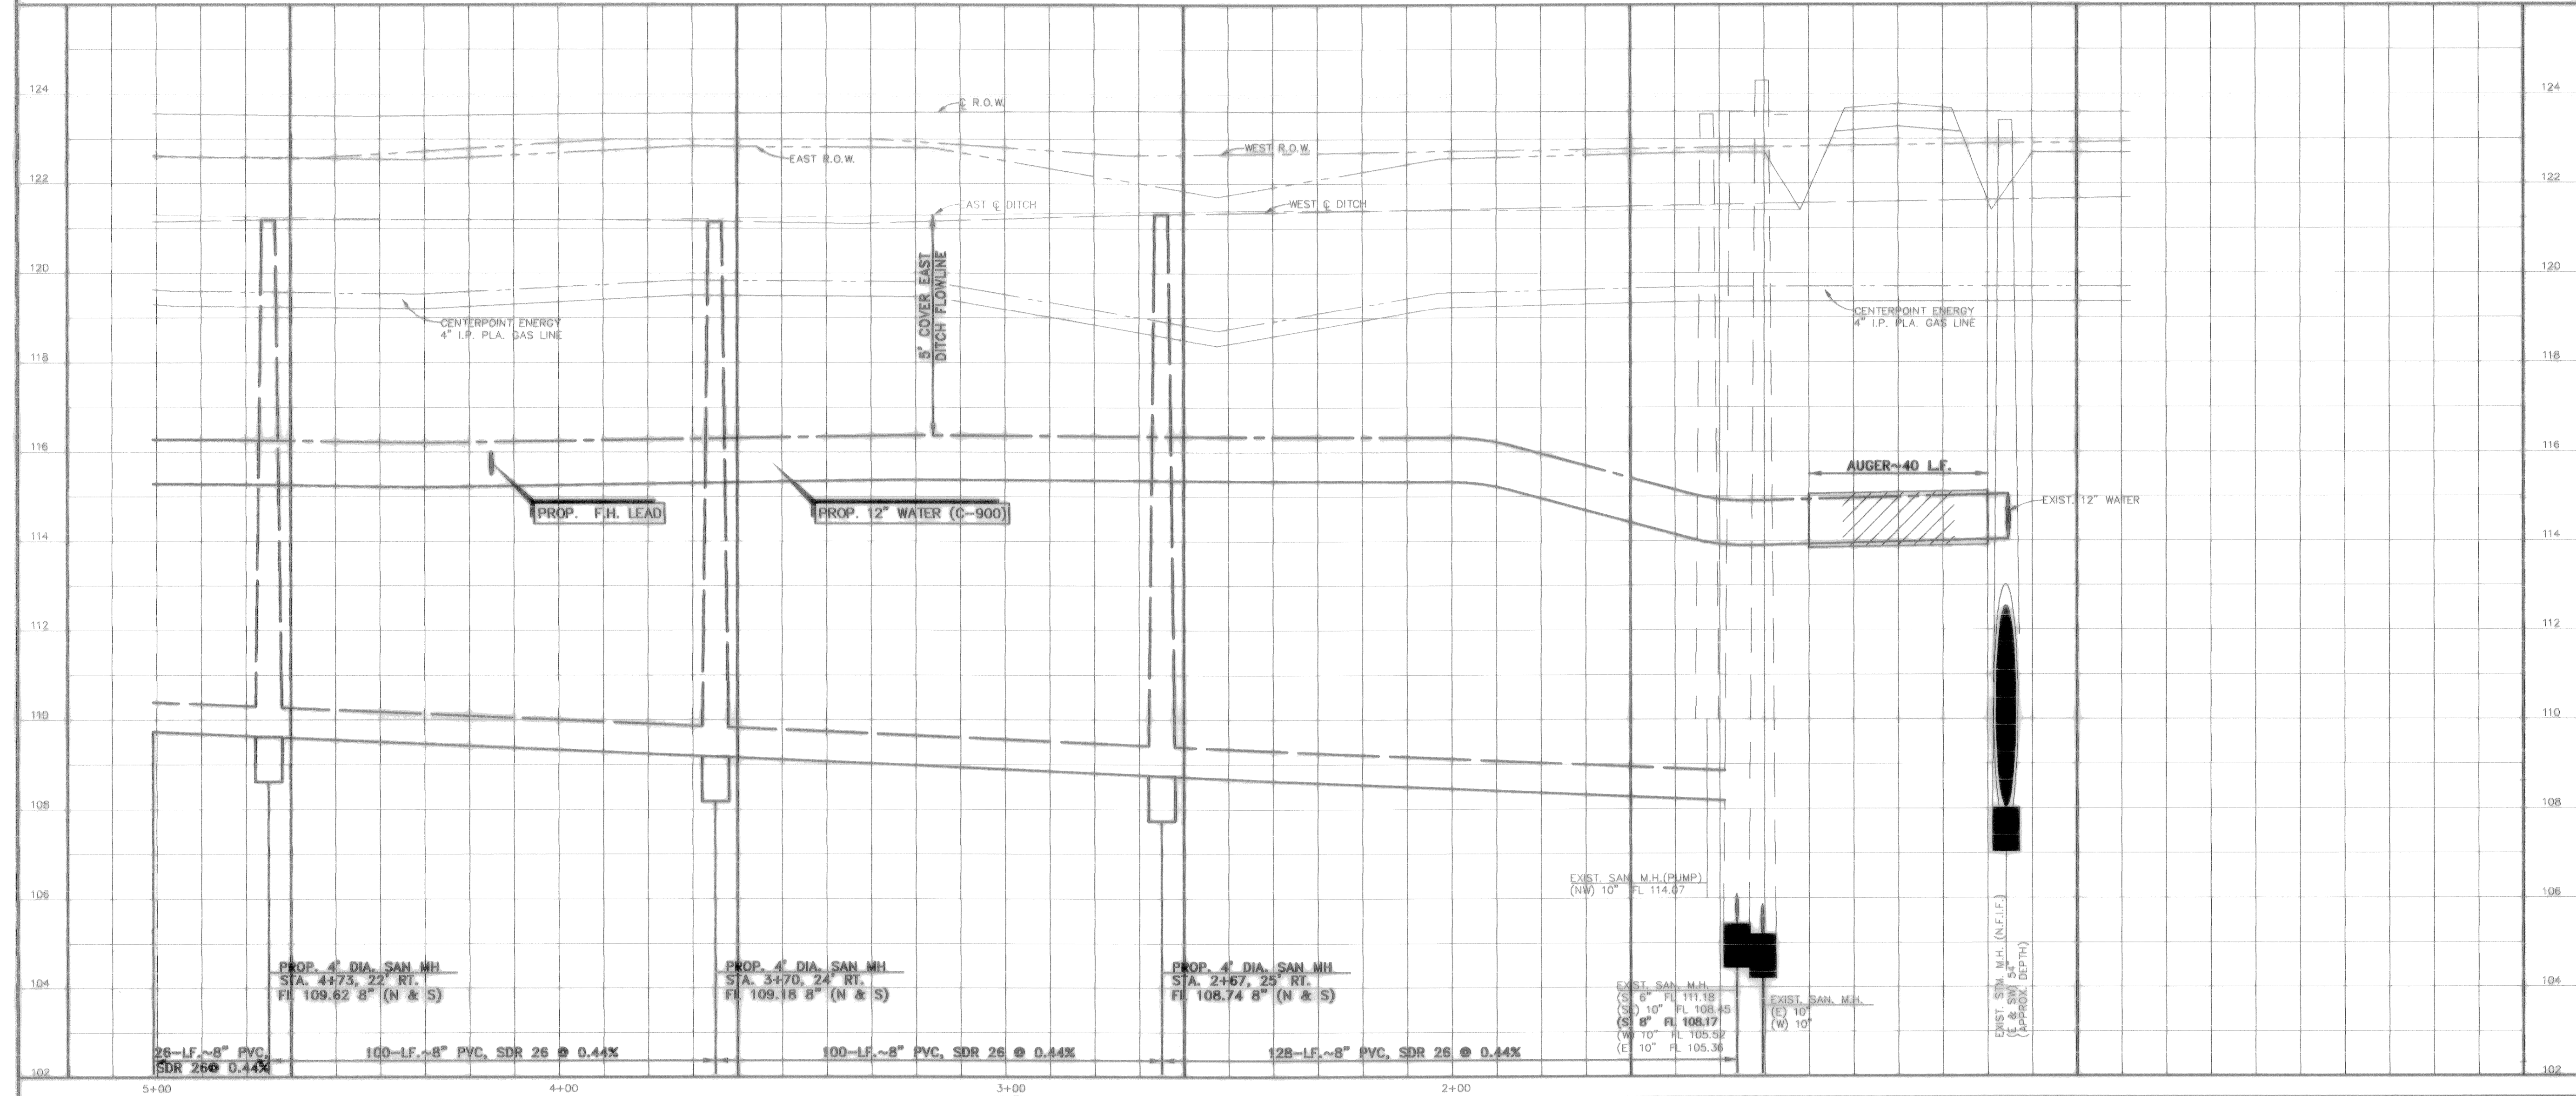 124
122
120
118
116
114
112
110
108
106
104
102
124
122
120
118
116
114
112
110
108
106
104
102
℄ R.O.W.
EAST R.O.W.
WEST R.O.W.
EAST ℄ DITCH
WEST ℄ DITCH
5' COVER EAST
DITCH FLOWLINE
CENTERPOINT ENERGY
4" I.P. PLA. GAS LINE
CENTERPOINT ENERGY
4" I.P. PLA. GAS LINE
AUGER~40 L.F.
EXIST. 12" WATER
PROP. F.H. LEAD
PROP. 12" WATER (C-900)
EXIST. SAN. M.H.(PUMP)
(NW) 10" FL 114.07
PROP. 4' DIA. SAN MH
STA. 4+73, 22' RT.
FL 109.62 8" (N & S)
PROP. 4' DIA. SAN MH
STA. 3+70, 24' RT.
FL 109.18 8" (N & S)
PROP. 4' DIA. SAN MH
STA. 2+67, 25' RT.
FL 108.74 8" (N & S)
EXIST. SAN. M.H.
(S) 6" FL 111.18
(SE) 10" FL 108.45
(S) 8" FL 108.17
(W) 10" FL 105.52
(E) 10" FL 105.36
EXIST. SAN. M.H.
(E) 10"
(W) 10"
EXIST. STM. M.H. (N.F.I.F.)
(E & SW) 54"
(APPROX. DEPTH)
26-LF.~8" PVC,
SDR 26@ 0.44%
100-LF.~8" PVC, SDR 26 @ 0.44%
100-LF.~8" PVC, SDR 26 @ 0.44%
128-LF.~8" PVC, SDR 26 @ 0.44%
5+00
4+00
3+00
2+00